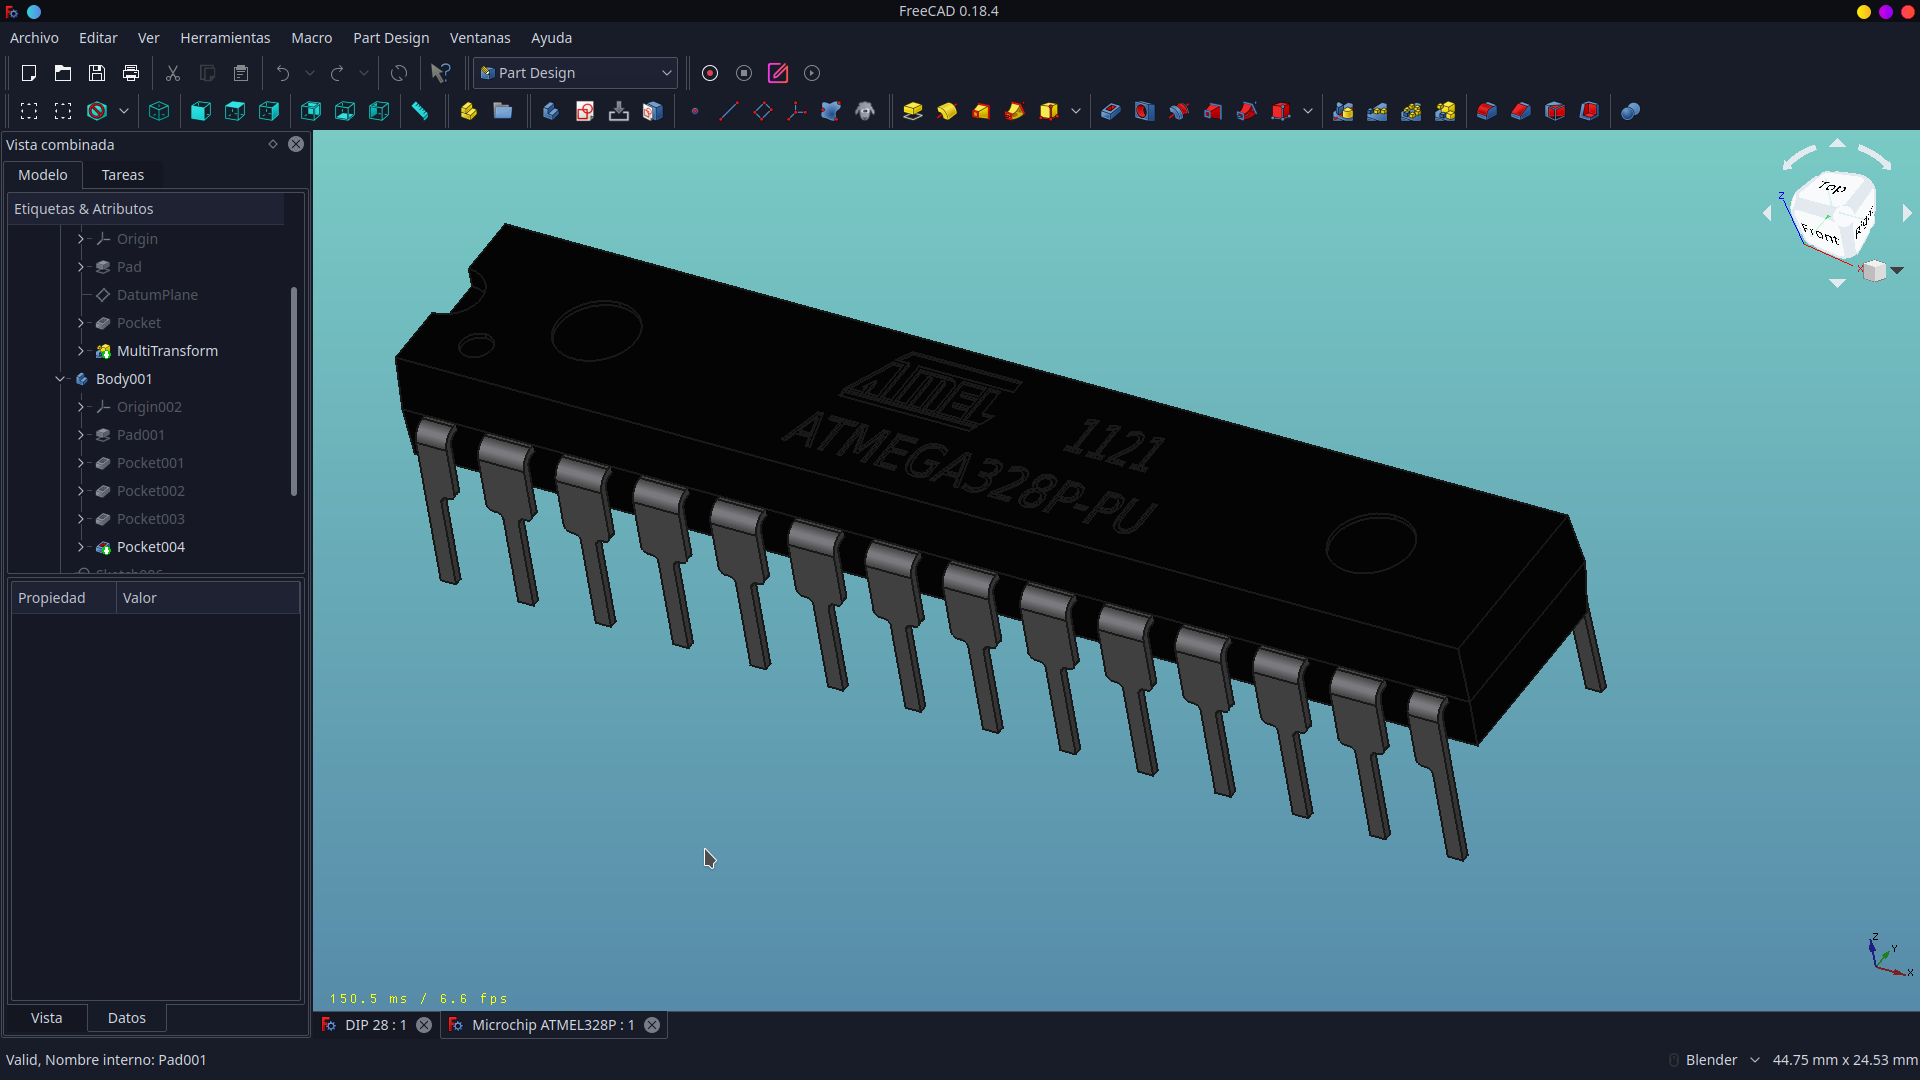 FreeCAD 0.18.4
Archivo Editar Ver Herramientas Macro Part Design Ventanas Ayuda
Part Design
Vista combinada
Modelo Tareas
Etiquetas & Atributos
Origin
Pad
DatumPlane
Pocket
MultiTransform
Body001
Origin002
Pad001
Pocket001
Pocket002
Pocket003
Pocket004
Propiedad Valor
Vista Datos
ATMEL
1121
ATMEGA328P-PU
Top
Front
Right
Z
X
Z
Y
X
150.5 ms / 6.6 fps
DIP 28 : 1
Microchip ATMEL328P : 1
Valid, Nombre interno: Pad001
Blender
44.75 mm x 24.53 mm